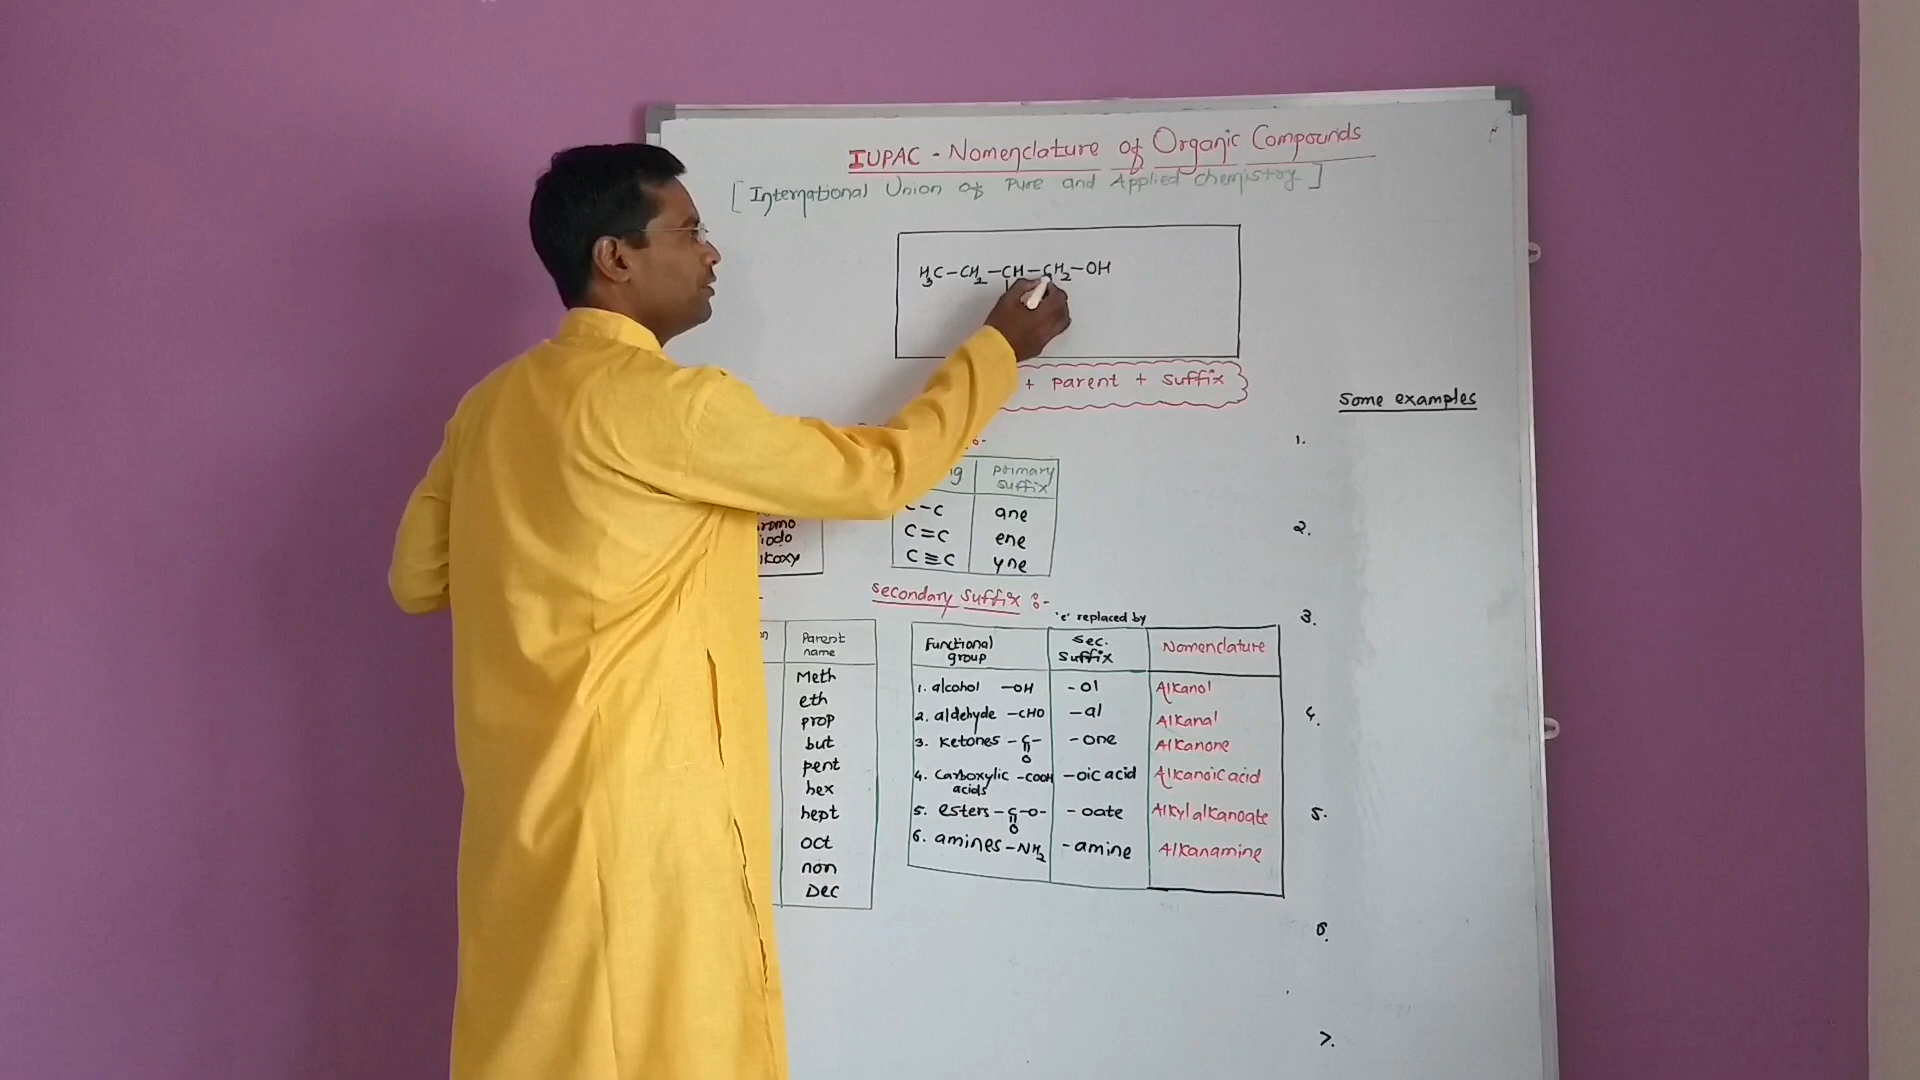 IUPAC - Nomenclature of Organic Compounds
[International Union of Pure and Applied Chemistry]
H3C-CH2-CH-CH2-OH
+ parent + suffix
Some examples
1.
2.
3.
4.
5.
6.
7.
primary suffix
C-C ane
C=C ene
C≡C yne
romo
iodo
lkoxy
Secondary suffix :-
'e' replaced by
Parent name
Meth
eth
prop
but
pent
hex
hept
oct
non
Dec
Functional group Sec. suffix Nomenclature
1. alcohol -OH -ol Alkanol
2. aldehyde -CHO -al Alkanal
3. Ketones -C- -one Alkanone
O
4. Carboxylic acids -COOH -oic acid Alkanoic acid
5. esters -C-O- -oate Alkyl alkanoate
O
6. amines -NH2 -amine Alkanamine